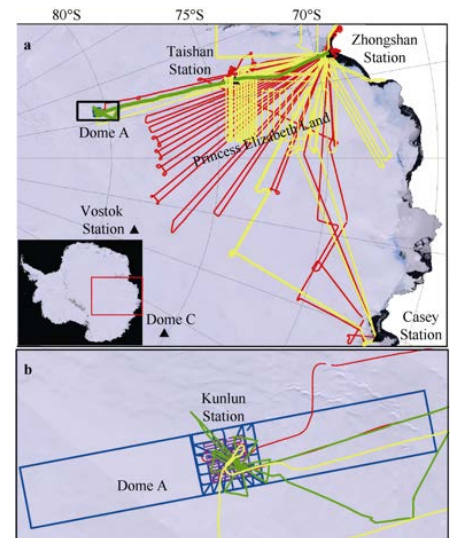 80°S
75°S
70°S
a
Taishan
Station
Zhongshan
Station
Dome A
Princess Elizabeth Land
Vostok
Station
Dome C
Casey
Station
b
Kunlun
Station
Dome A